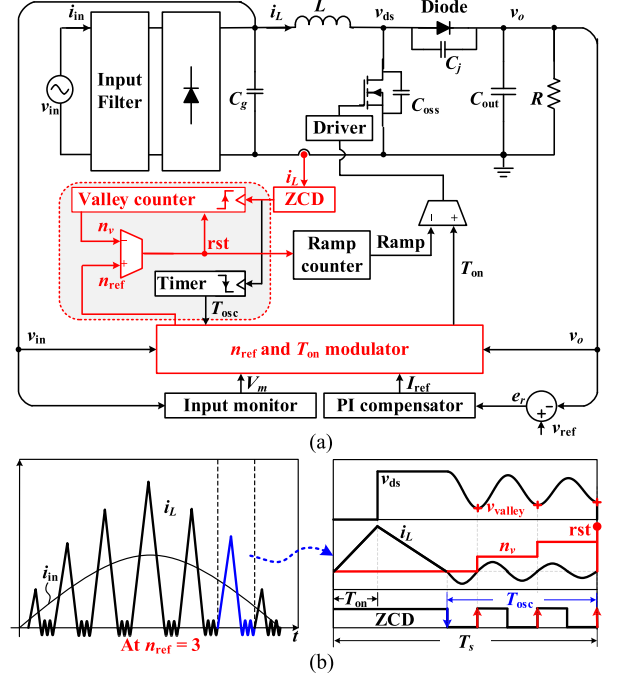 i_in
i_L
L
v_ds
Diode
v_o
Input Filter
v_in
C_g
C_j
C_oss
C_out
R
Driver
i_L
Valley counter
ZCD
n_v
rst
Ramp counter
Ramp
n_ref
Timer
T_osc
T_on
v_in
n_ref and T_on modulator
v_o
V_m
I_ref
Input monitor
PI compensator
e_r
v_ref
(a)
i_L
i_in
t
At n_ref = 3
v_ds
v_valley
rst
i_L
n_v
T_on
T_osc
ZCD
T_s
(b)